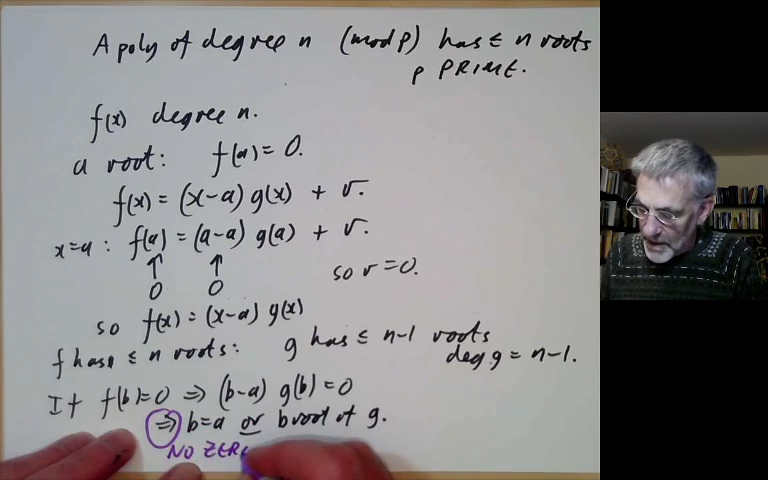 A poly of degree n (mod p) has ≤ n roots
p PRIME.
f(x) degree n.
a root: f(a) = 0.
f(x) = (x-a) g(x) + r.
x=a: f(a) = (a-a) g(a) + r.
↑ ↑
0 0
so r = 0.
so f(x) = (x-a) g(x)
f has ≤ n roots: g has ≤ n-1 roots
deg g = n-1.
If f(b)=0 ⇒ (b-a) g(b) = 0
⇒ b=a or b root of g.
NO ZER